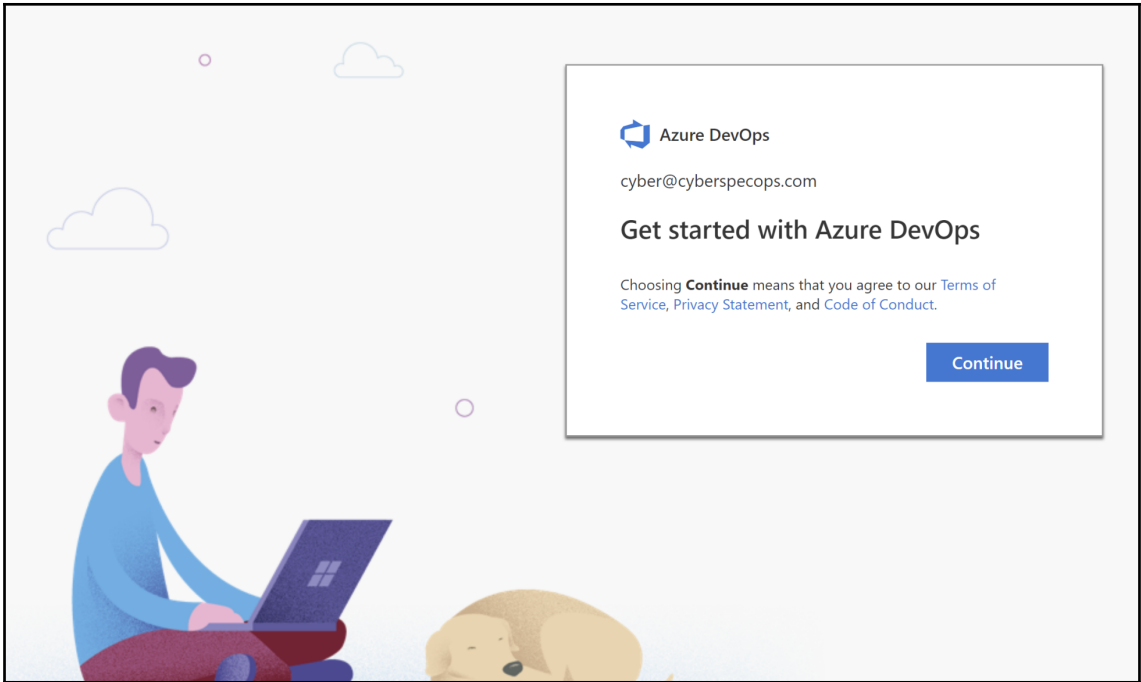 Azure DevOps
cyber@cyberspecops.com
Get started with Azure DevOps
Choosing Continue means that you agree to our Terms of
Service, Privacy Statement, and Code of Conduct.
Continue